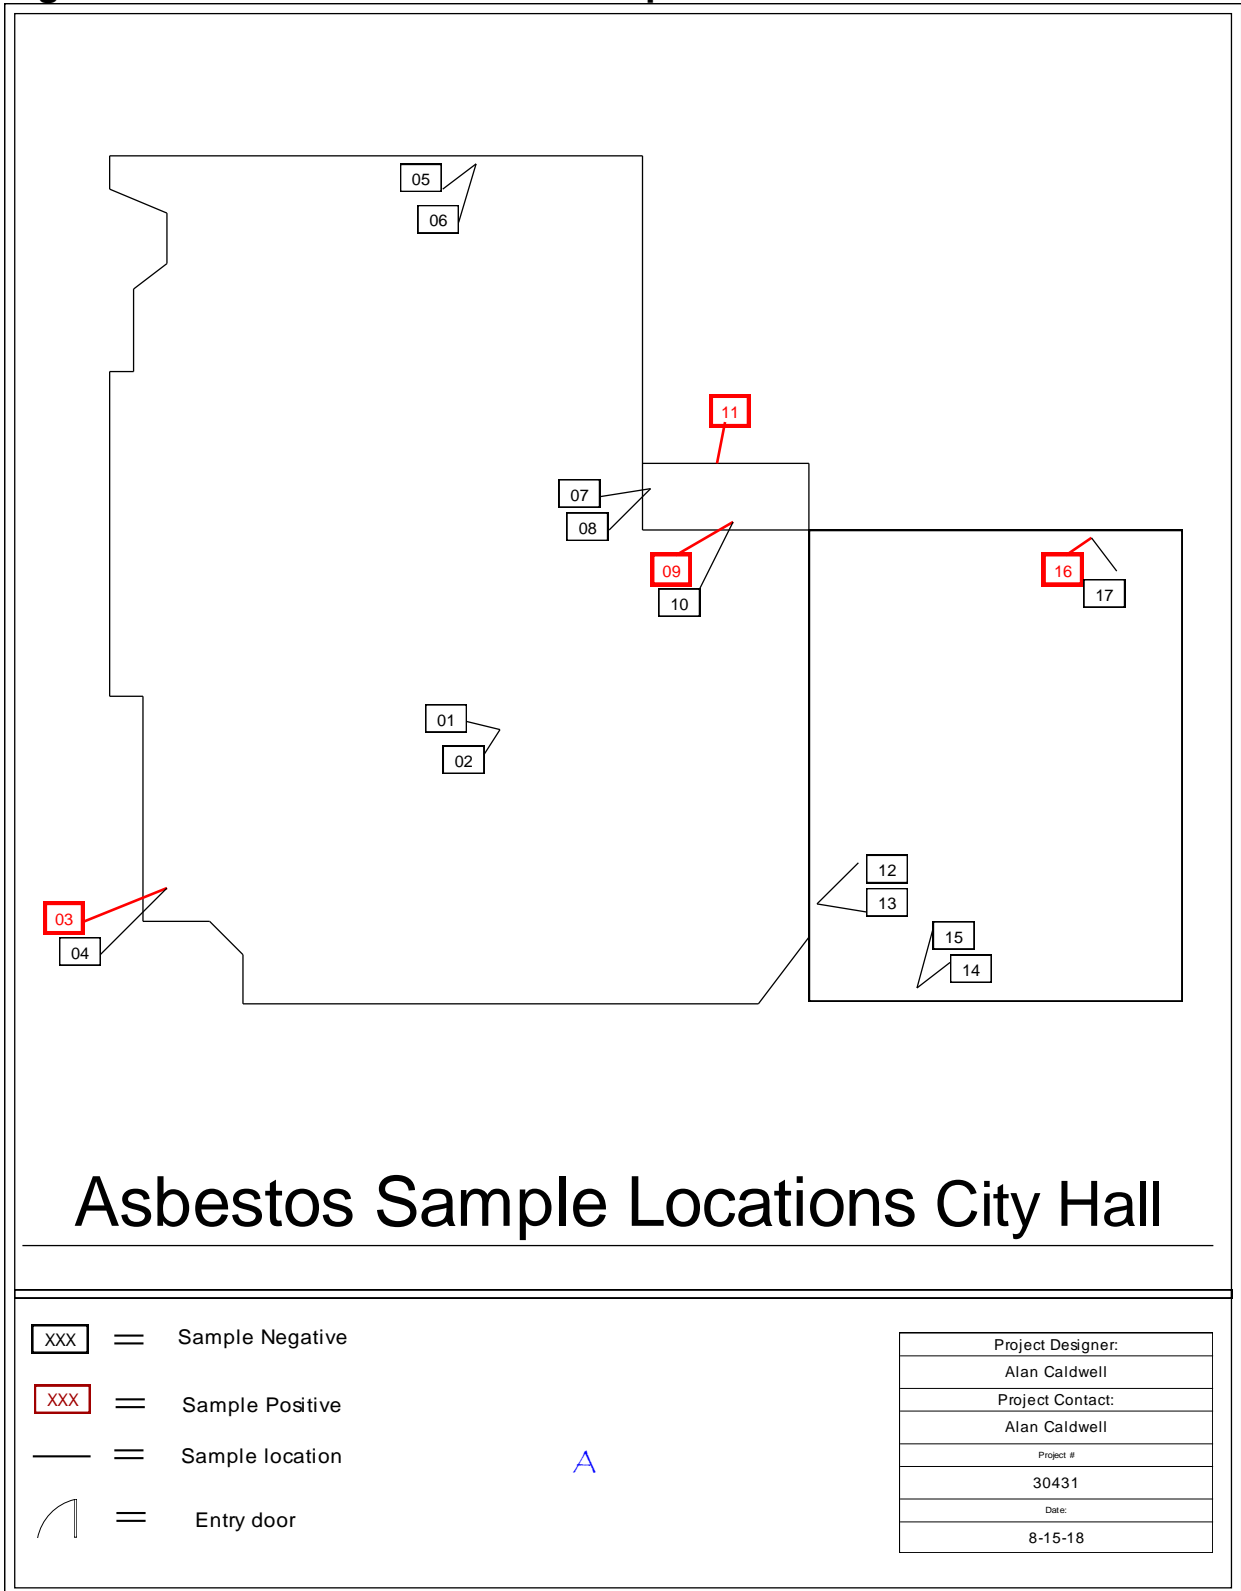 05
06
11
07
08
09
10
16
17
01
02
12
13
03
04
15
14
Asbestos Sample Locations City Hall
XXX
Sample Negative
XXX
Sample Positive
Sample location
Entry door
A
Project Designer:
Alan Caldwell
Project Contact:
Alan Caldwell
Project #
30431
Date:
8-15-18